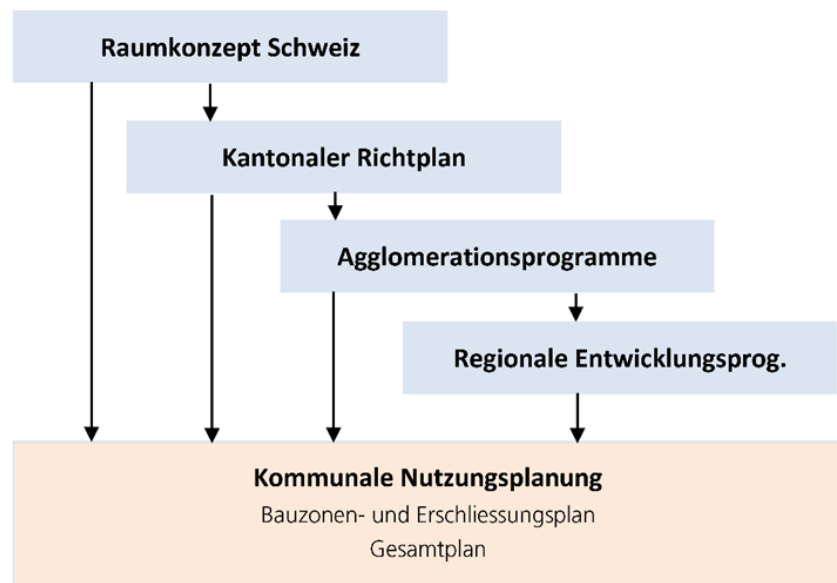 Raumkonzept Schweiz
Kantonaler Richtplan
Agglomerationsprogramme
Regionale Entwicklungsprog.
Kommunale Nutzungsplanung
Bauzonen- und Erschliessungsplan
Gesamtplan